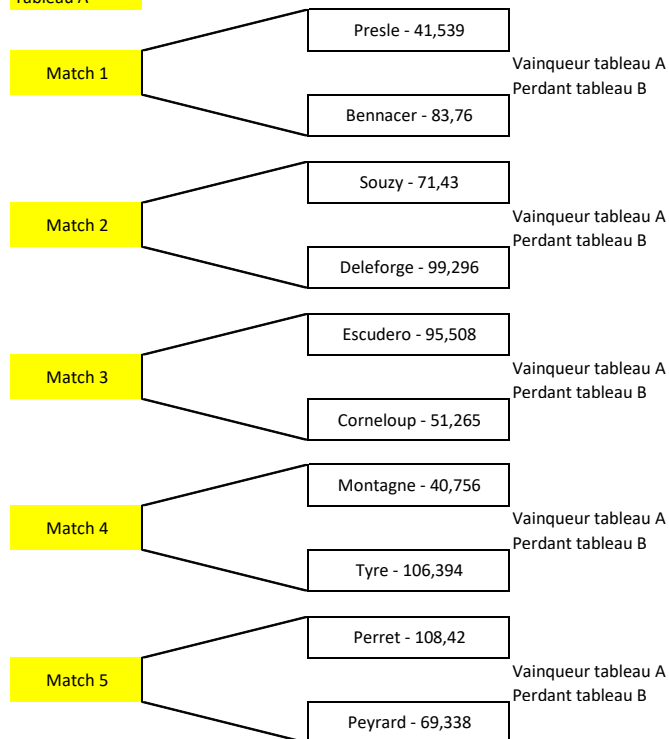 Tableau A
Presle - 41,539
Match 1
Vainqueur tableau A
Perdant tableau B
Bennacer - 83,76
Souzy - 71,43
Match 2
Vainqueur tableau A
Perdant tableau B
Deleforge - 99,296
Escudero - 95,508
Match 3
Vainqueur tableau A
Perdant tableau B
Corneloup - 51,265
Montagne - 40,756
Match 4
Vainqueur tableau A
Perdant tableau B
Tyre - 106,394
Perret - 108,42
Match 5
Vainqueur tableau A
Perdant tableau B
Peyrard - 69,338